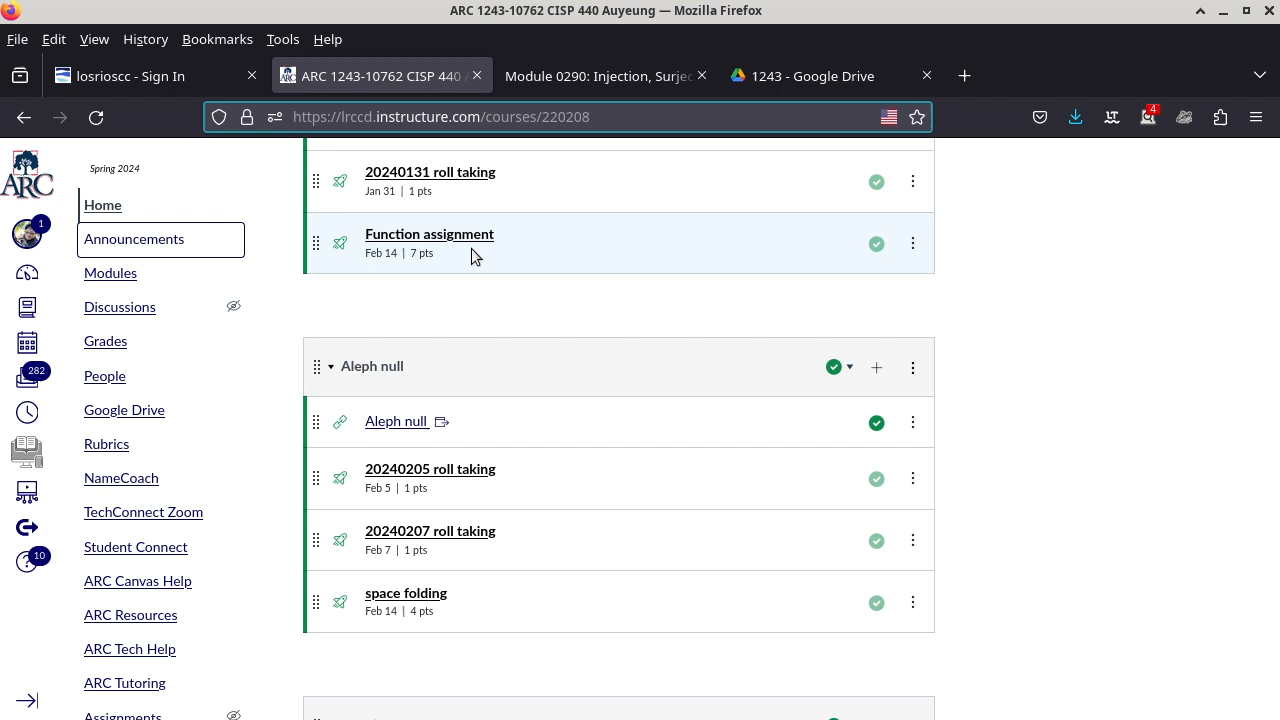 ARC 1243-10762 CISP 440 Auyeung — Mozilla Firefox
File Edit View History Bookmarks Tools Help
losrioscc - Sign In
ARC 1243-10762 CISP 440
Module 0290: Injection, Surjec
1243 - Google Drive
https://lrccd.instructure.com/courses/220208
4
ARC
Spring 2024
Home
1
Announcements
Modules
Discussions
Grades
282
People
Google Drive
Rubrics
NameCoach
TechConnect Zoom
Student Connect
10
ARC Canvas Help
ARC Resources
ARC Tech Help
ARC Tutoring
Assignments
20240131 roll taking
Jan 31 | 1 pts
Function assignment
Feb 14 | 7 pts
Aleph null
Aleph null
20240205 roll taking
Feb 5 | 1 pts
20240207 roll taking
Feb 7 | 1 pts
space folding
Feb 14 | 4 pts